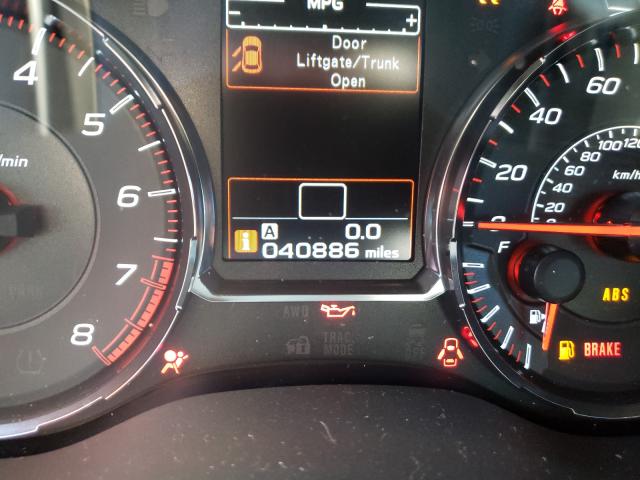 MPG
+
Door
Liftgate/Trunk
Open
4
5
6
7
8
/min
A 0.0
i 040886 miles
AWD
TRAC
MODE
60
40
20
0
100 120
80
60
40
20
0
km/h
F
ABS
BRAKE